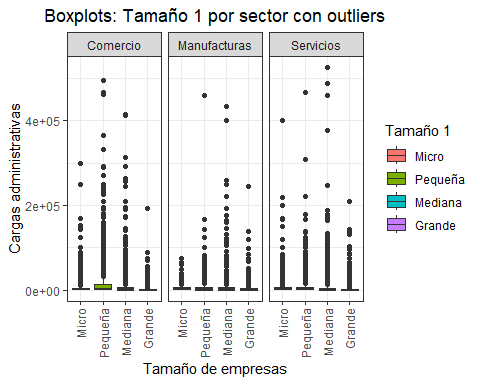 Boxplots: Tamaño 1 por sector con outliers
Comercio
Manufacturas
Servicios
Cargas administrativas
4e+05
2e+05
0e+00
Micro
Pequeña
Mediana
Grande
Micro
Pequeña
Mediana
Grande
Micro
Pequeña
Mediana
Grande
Tamaño de empresas
Tamaño 1
Micro
Pequeña
Mediana
Grande